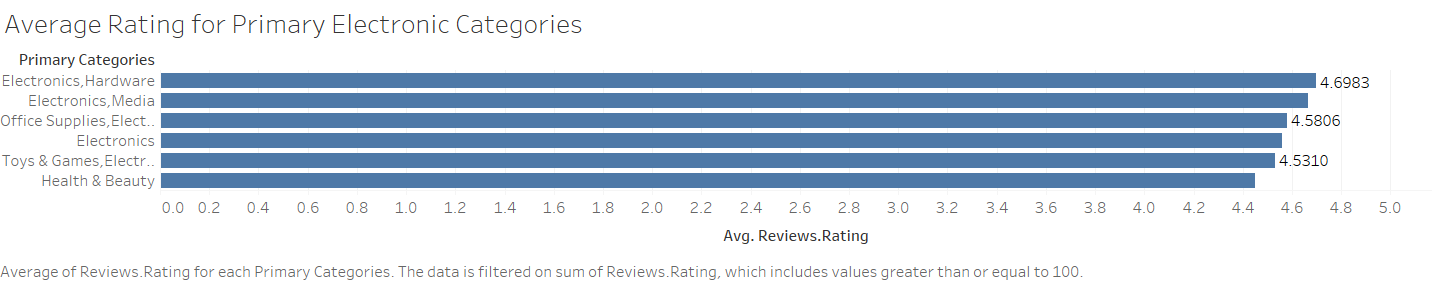 Average Rating for Primary Electronic Categories
Primary Categories
Electronics,Hardware 4.6983
Electronics,Media
Office Supplies,Elect.. 4.5806
Electronics
Toys & Games,Electr.. 4.5310
Health & Beauty
0.0 0.2 0.4 0.6 0.8 1.0 1.2 1.4 1.6 1.8 2.0 2.2 2.4 2.6 2.8 3.0 3.2 3.4 3.6 3.8 4.0 4.2 4.4 4.6 4.8 5.0
Avg. Reviews.Rating
Average of Reviews.Rating for each Primary Categories. The data is filtered on sum of Reviews.Rating, which includes values greater than or equal to 100.